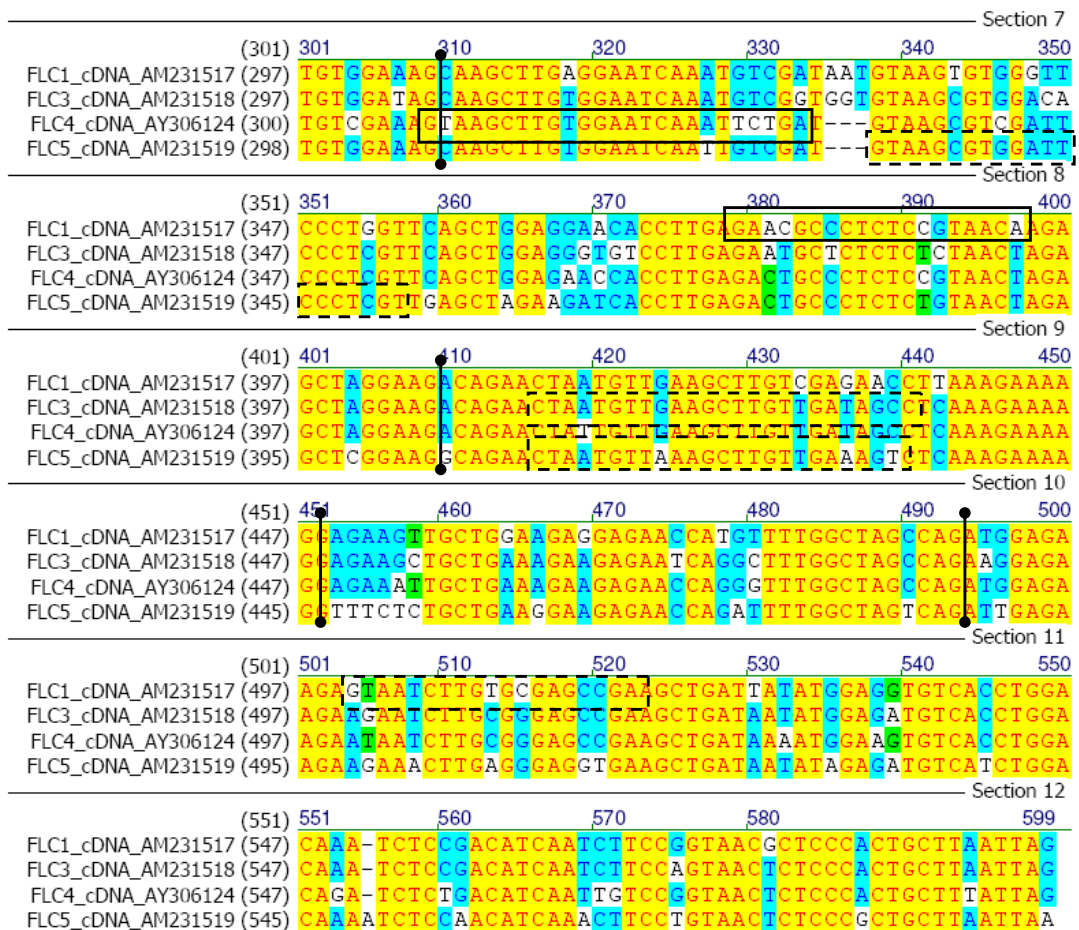 Section 7
(301) 301 310 320 330 340 350
FLC1_cDNA_AM231517 (297) TGTGGAAAGCAAGCTTGAGGAATCAAATGTCGATAATGTAAGTGTGGGTT
FLC3_cDNA_AM231518 (297) TGTGGATAGCAAGCTTGTGGAATCAAATGTCGGTGGTGTAAGCGTGGACA
FLC4_cDNA_AY306124 (300) TGTCGAAAGTAAGCTTGTGGAATCAAATTCTGAT---GTAAGCGTCGATT
FLC5_cDNA_AM231519 (298) TGTGGAAAGCAAGCTTGTGGAATCAATTGTCGAT---GTAAGCGTGGATT
Section 8
(351) 351 360 370 380 390 400
FLC1_cDNA_AM231517 (347) CCCTGGTTCAGCTGGAGGAACACCTTGAGAACGCCCTCTCCGTAACAAGA
FLC3_cDNA_AM231518 (347) CCCTCGTTCAGCTGGAGGGTGTCCTTGAGAATGCTCTCTCTCTAACTAGA
FLC4_cDNA_AY306124 (347) CCCTCGTTCAGCTGGAGAACCACCTTGAGACTGCCCTCTCCGTAACTAGA
FLC5_cDNA_AM231519 (345) CCCTCGTTGAGCTAGAAGATCACCTTGAGACTGCCCTCTCTGTAACTAGA
Section 9
(401) 401 410 420 430 440 450
FLC1_cDNA_AM231517 (397) GCTAGGAAGACAGAACTAATGTTGAAGCTTGTCGAGAACCTTAAAGAAAA
FLC3_cDNA_AM231518 (397) GCTAGGAAGACAGAACTAATGTTGAAGCTTGTTGATAGCCTCAAAGAAAA
FLC4_cDNA_AY306124 (397) GCTAGGAAGACAGAACTATTGTTGAAGCTTGTTGATAGCCTCAAAGAAAA
FLC5_cDNA_AM231519 (395) GCTCGGAAGGCAGAACTAATGTTAAAGCTTGTTGAAAGTCTCAAAGAAAA
Section 10
(451) 451 460 470 480 490 500
FLC1_cDNA_AM231517 (447) GGAGAAGTTGCTGGAAGAGGAGAACCATGTTTTGGCTAGCCAGATGGAGA
FLC3_cDNA_AM231518 (447) GGAGAAGCTGCTGAAAGAAGAGAATCAGGCTTTGGCTAGCCAGAAGGAGA
FLC4_cDNA_AY306124 (447) GGAGAAATTGCTGAAAGAAGAGAACCAGGGTTTGGCTAGCCAGATGGAGA
FLC5_cDNA_AM231519 (445) GGTTTCTCTGCTGAAGGAAGAGAACCAGATTTTGGCTAGTCAGATTGAGA
Section 11
(501) 501 510 520 530 540 550
FLC1_cDNA_AM231517 (497) AGAGTAATCTTGTGCGAGCCGAAGCTGATTATATGGAGGTGTCACCTGGA
FLC3_cDNA_AM231518 (497) AGAAGAATCTTGCGGGAGCCGAAGCTGATAATATGGAGATGTCACCTGGA
FLC4_cDNA_AY306124 (497) AGAATAATCTTGCGGGAGCCGAAGCTGATAAAATGGAAGTGTCACCTGGA
FLC5_cDNA_AM231519 (495) AGAAGAAACTTGAGGGAGGTGAAGCTGATAATATAGAGATGTCATCTGGA
Section 12
(551) 551 560 570 580 599
FLC1_cDNA_AM231517 (547) CAAA-TCTCCGACATCAATCTTCCGGTAACGCTCCCACTGCTTAATTAG
FLC3_cDNA_AM231518 (547) CAAA-TCTCCGACATCAATCTTCCAGTAACTCTCCCACTGCTTAATTAG
FLC4_cDNA_AY306124 (547) CAGA-TCTCTGACATCAATTGTCCGGTAACTCTCCCACTGCTTTATTAG
FLC5_cDNA_AM231519 (545) CAAAATCTCCAACATCAAACTTCCTGTAACTCTCCCGCTGCTTAATTAA